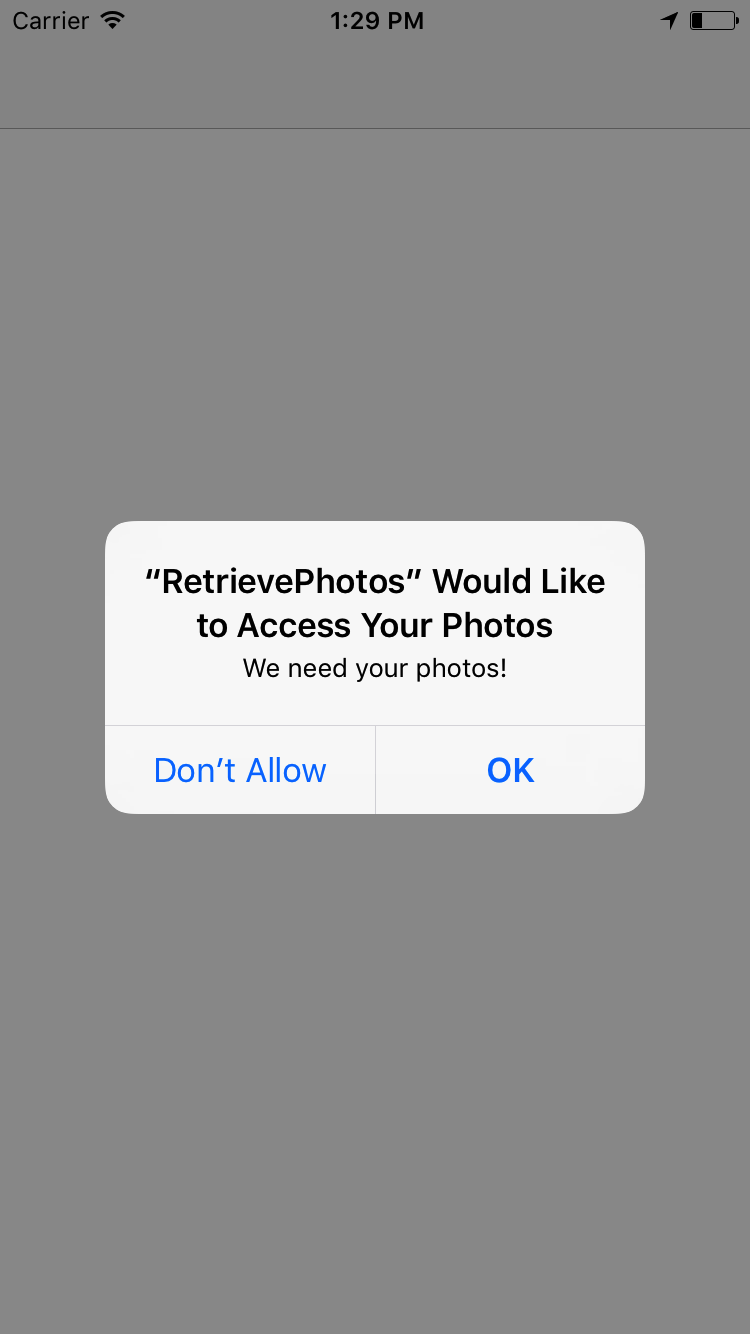 Carrier
1:29 PM
“RetrievePhotos” Would Like
to Access Your Photos
We need your photos!
Don’t Allow
OK